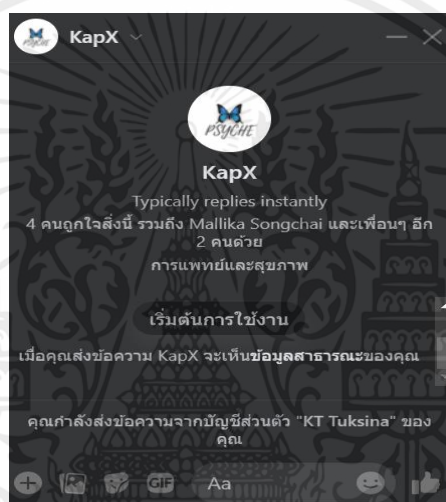 KapX
PSYCHE
PSYCHE
KapX
Typically replies instantly
4 คนถูกใจสิ่งนี้ รวมถึง Mallika Songchai และเพื่อนๆ อีก
2 คนด้วย
การแพทย์และสุขภาพ
เริ่มต้นการใช้งาน
เมื่อคุณส่งข้อความ KapX จะเห็นข้อมูลสาธารณะของคุณ
คุณกำลังส่งข้อความจากบัญชีส่วนตัว "KT Tuksina" ของ
คุณ
GIF
Aa